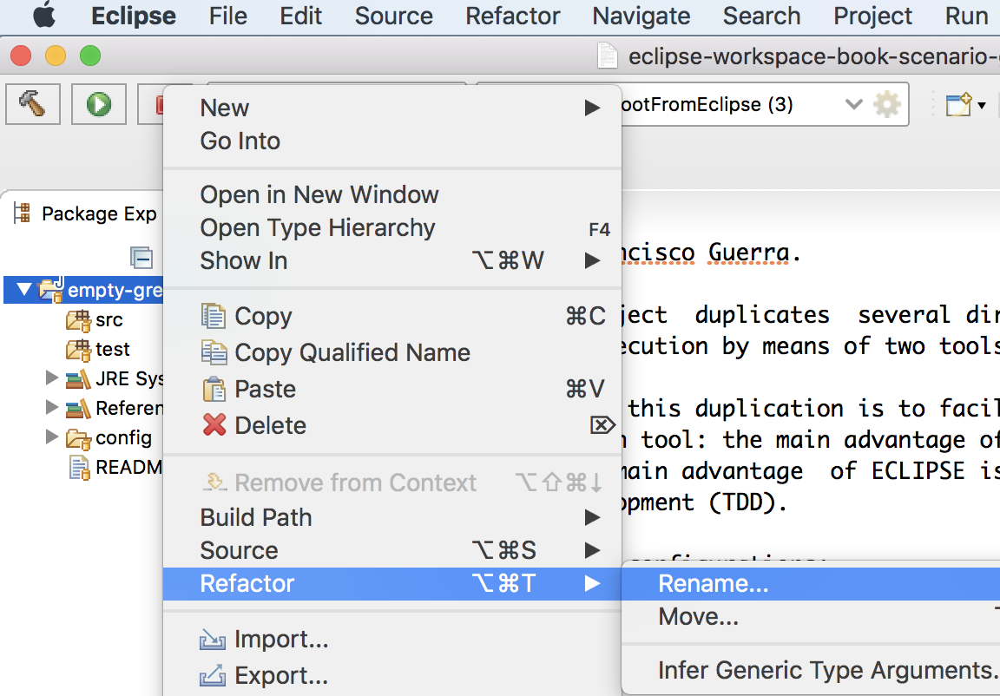 Eclipse File Edit Source Refactor Navigate Search Project Run
eclipse-workspace-book-scenario-
ootFromEclipse (3)
New
Go Into
Open in New Window
Open Type Hierarchy F4
Show In ⌥⌘W
Package Exp
empty-gre
src
test
JRE Sys
Referen
config
READM
Copy ⌘C
Copy Qualified Name
Paste ⌘V
Delete ⌦
Remove from Context ⌥⇧⌘↓
Build Path
Source ⌥⌘S
Refactor ⌥⌘T
Import...
Export...
Rename...
Move...
Infer Generic Type Arguments.
ncisco Guerra.
ject duplicates several dir
ecution by means of two tools
this duplication is to facil
n tool: the main advantage of
main advantage of ECLIPSE is
opment (TDD).